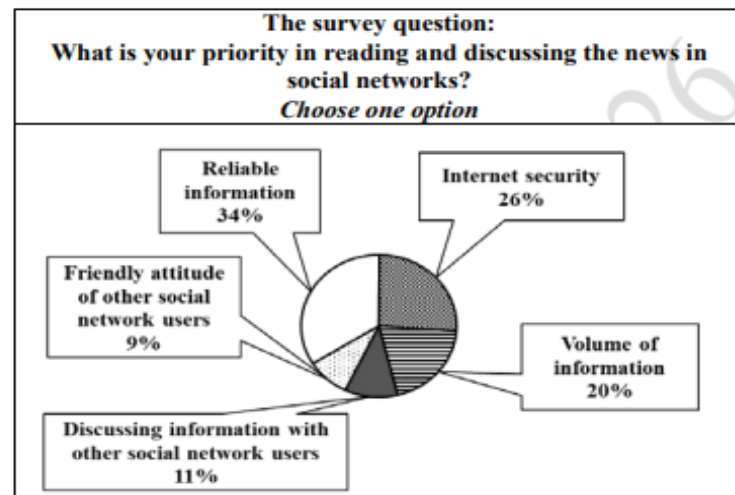 The survey question:
What is your priority in reading and discussing the news in
social networks?
Choose one option
Reliable
information
34%
Internet security
26%
Friendly attitude
of other social
network users
9%
Volume of
information
20%
Discussing information with
other social network users
11%